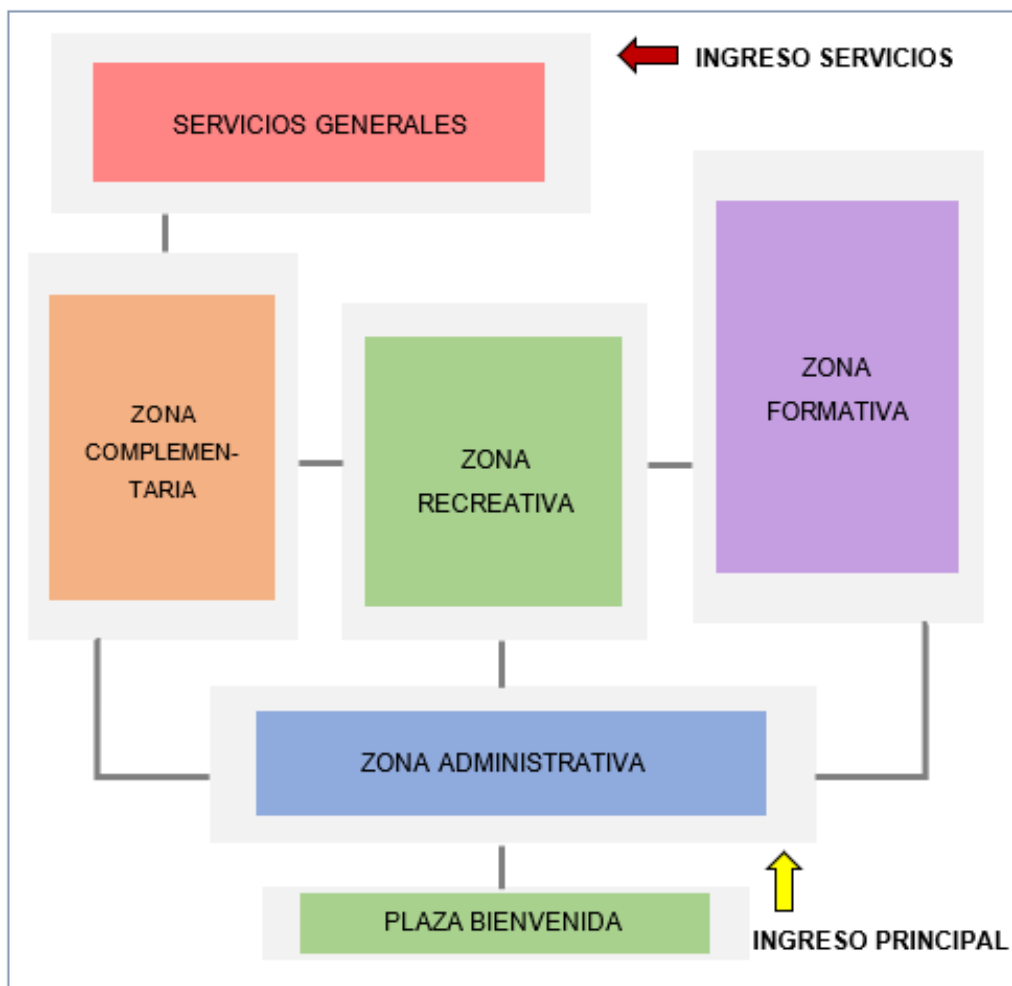 INGRESO SERVICIOS
SERVICIOS GENERALES
ZONA
COMPLEMEN-
TARIA
ZONA
RECREATIVA
ZONA
FORMATIVA
ZONA ADMINISTRATIVA
PLAZA BIENVENIDA
INGRESO PRINCIPAL